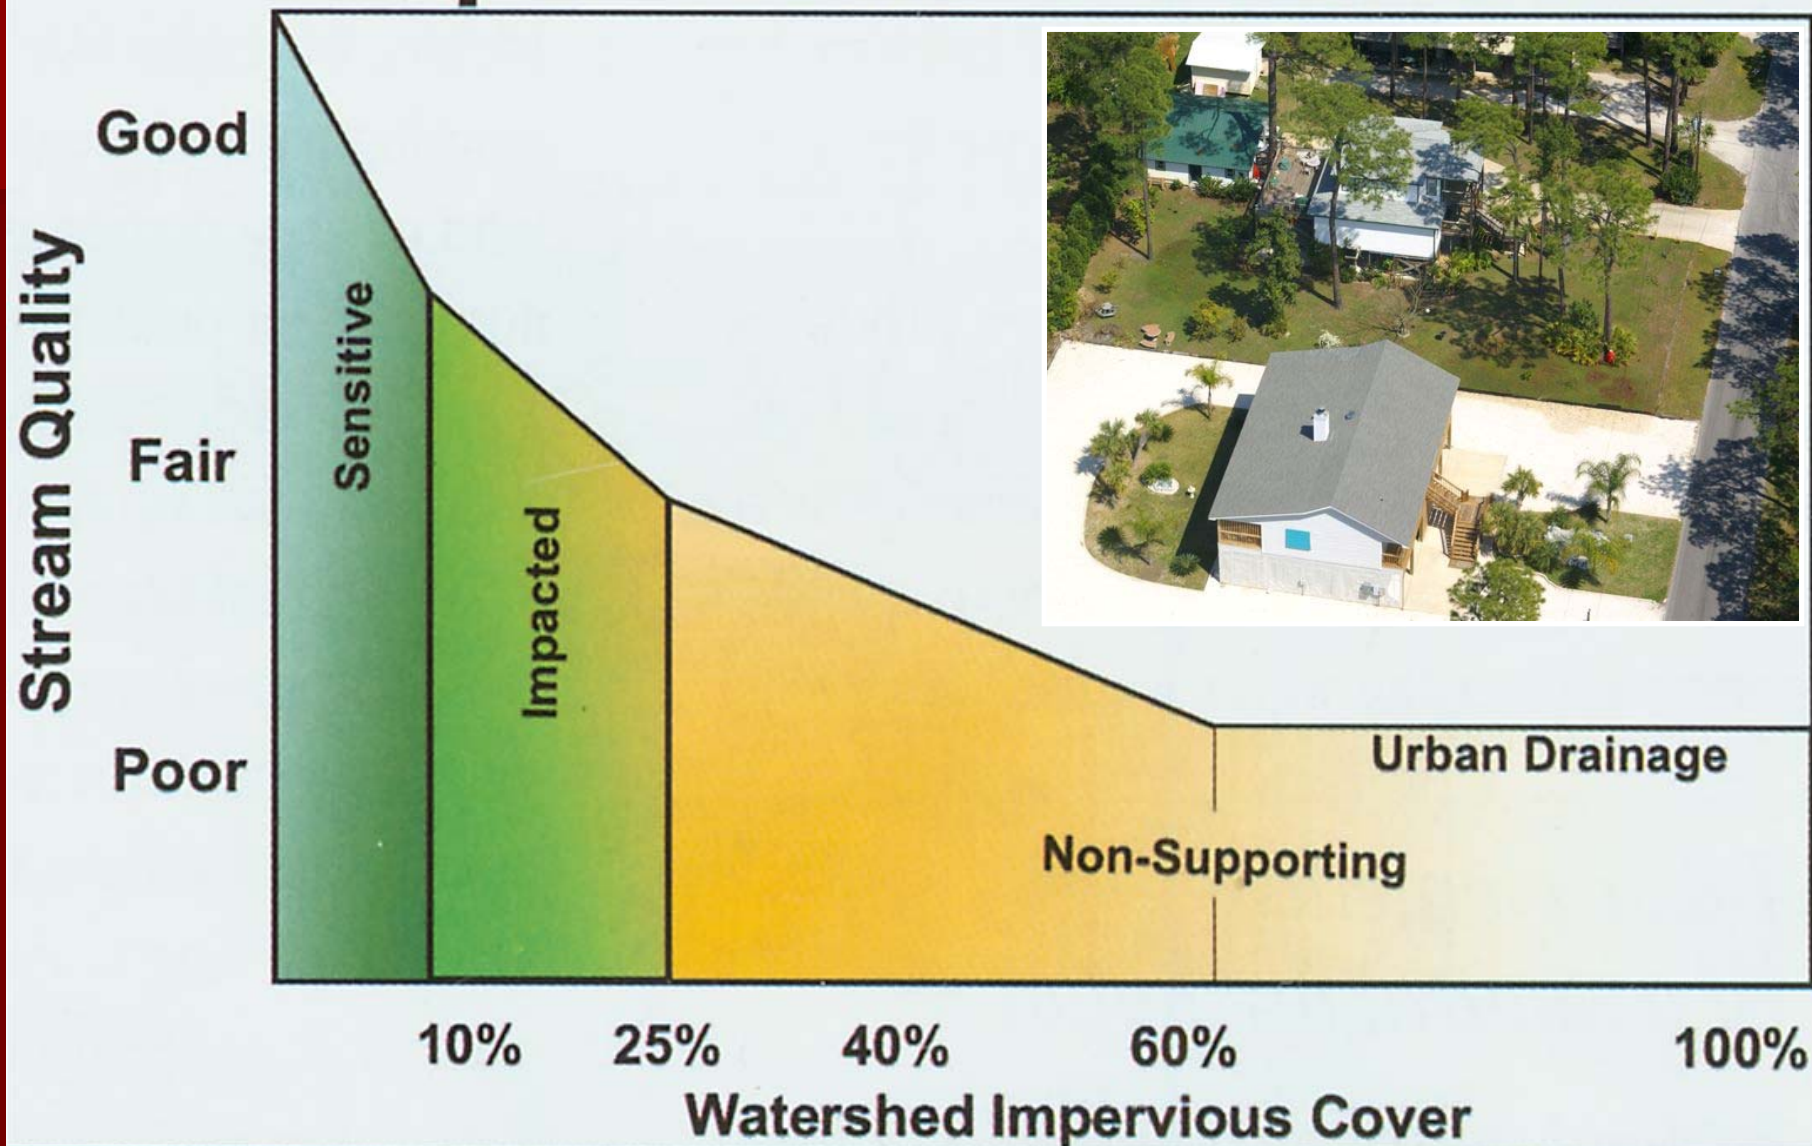 Good
Fair
Poor
Stream Quality
Sensitive
Impacted
Urban Drainage
Non-Supporting
10% 25% 40% 60% 100%
Watershed Impervious Cover